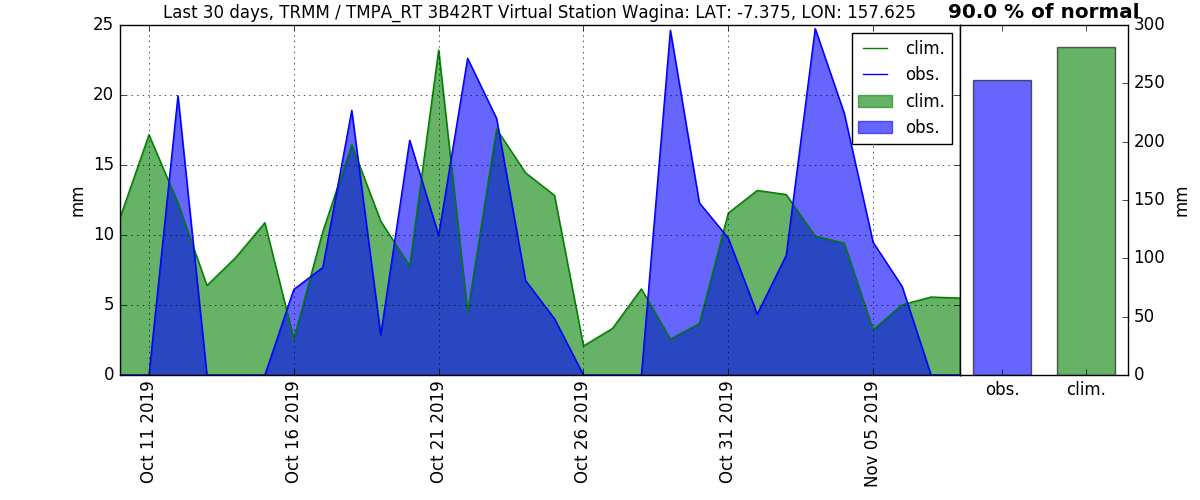 Last 30 days, TRMM / TMPA_RT 3B42RT Virtual Station Wagina: LAT: -7.375, LON: 157.625
90.0 % of normal
25
20
15
10
5
0
mm
clim.
obs.
clim.
obs.
Oct 11 2019
Oct 16 2019
Oct 21 2019
Oct 26 2019
Oct 31 2019
Nov 05 2019
300
250
200
150
100
50
0
mm
obs.
clim.